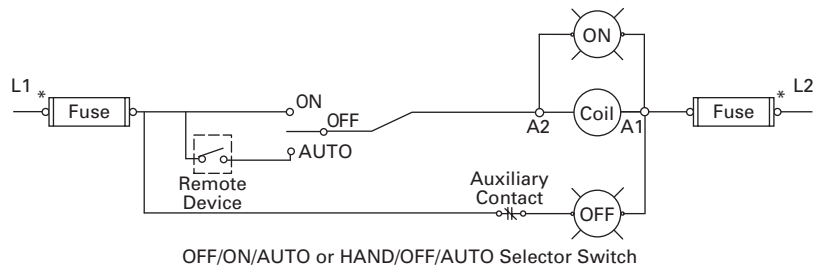 ON
L1 * Fuse
ON
OFF
AUTO
Remote
Device
A2 Coil A1
* L2
Fuse
Auxiliary
Contact
OFF
OFF/ON/AUTO or HAND/OFF/AUTO Selector Switch